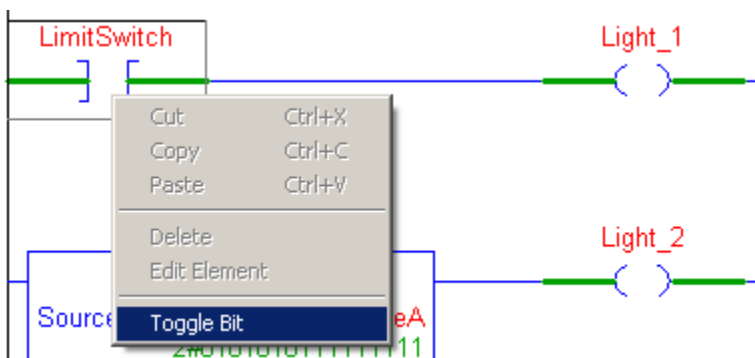 LimitSwitch Light_1
Cut Ctrl+X
Copy Ctrl+C
Paste Ctrl+V
Delete
Light_2
Edit Element
Source eA
Toggle Bit